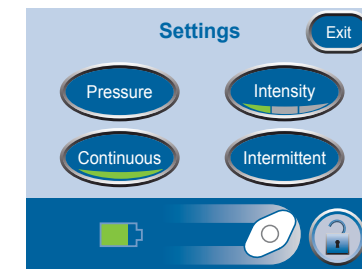 Settings
Exit
Pressure
Intensity
Continuous
Intermittent